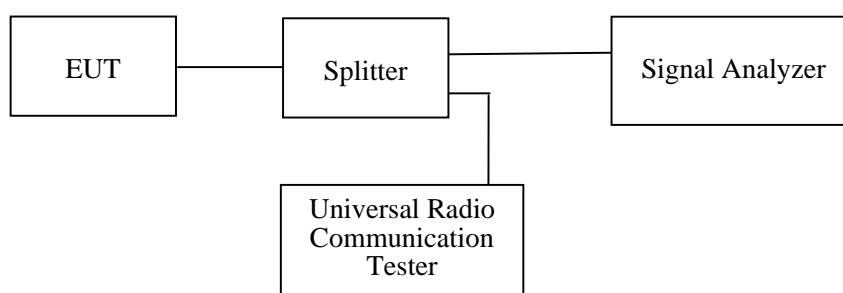 EUT
Splitter
Signal Analyzer
Universal Radio
Communication
Tester